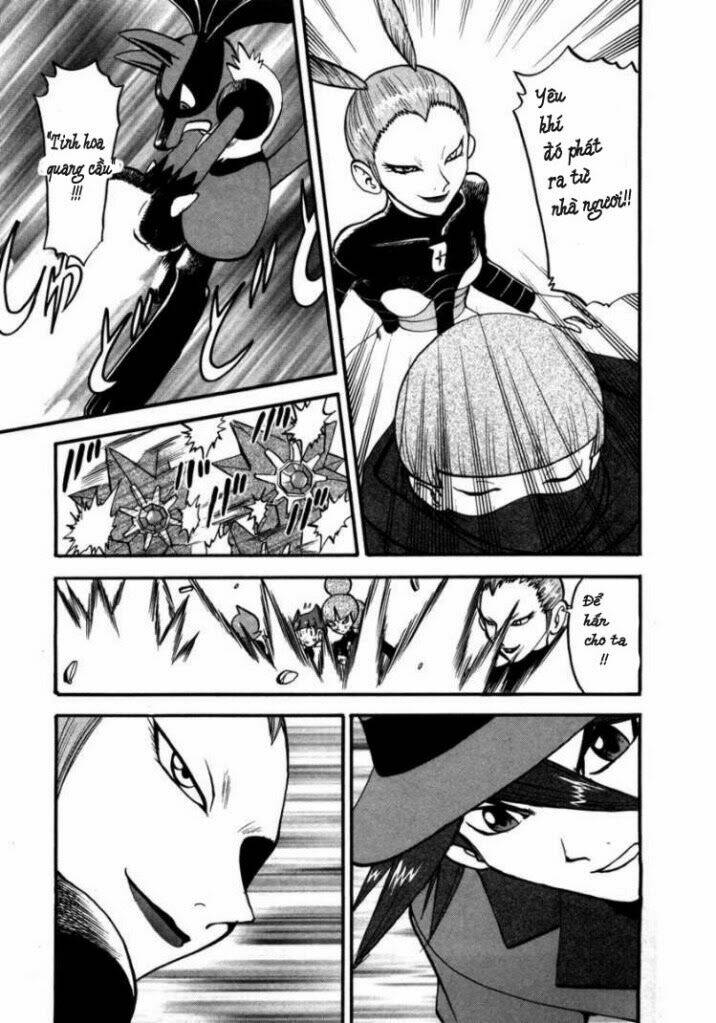 Yêu
khí
đó phát
ra từ
nhà ngươi!!
"Tinh hoa
quang cầu"
!!!
Để
hắn
cho ta
!!